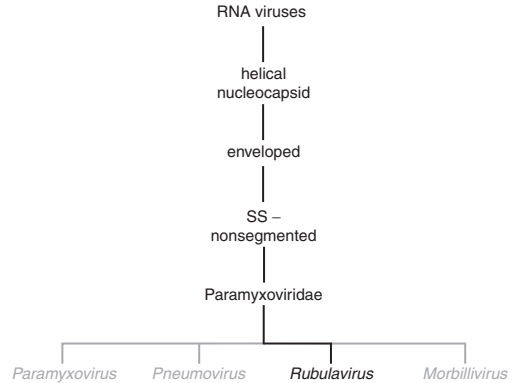 RNA viruses
helical
nucleocapsid
enveloped
SS –
nonsegmented
Paramyxoviridae
Paramyxovirus Pneumovirus Rubulavirus Morbillivirus